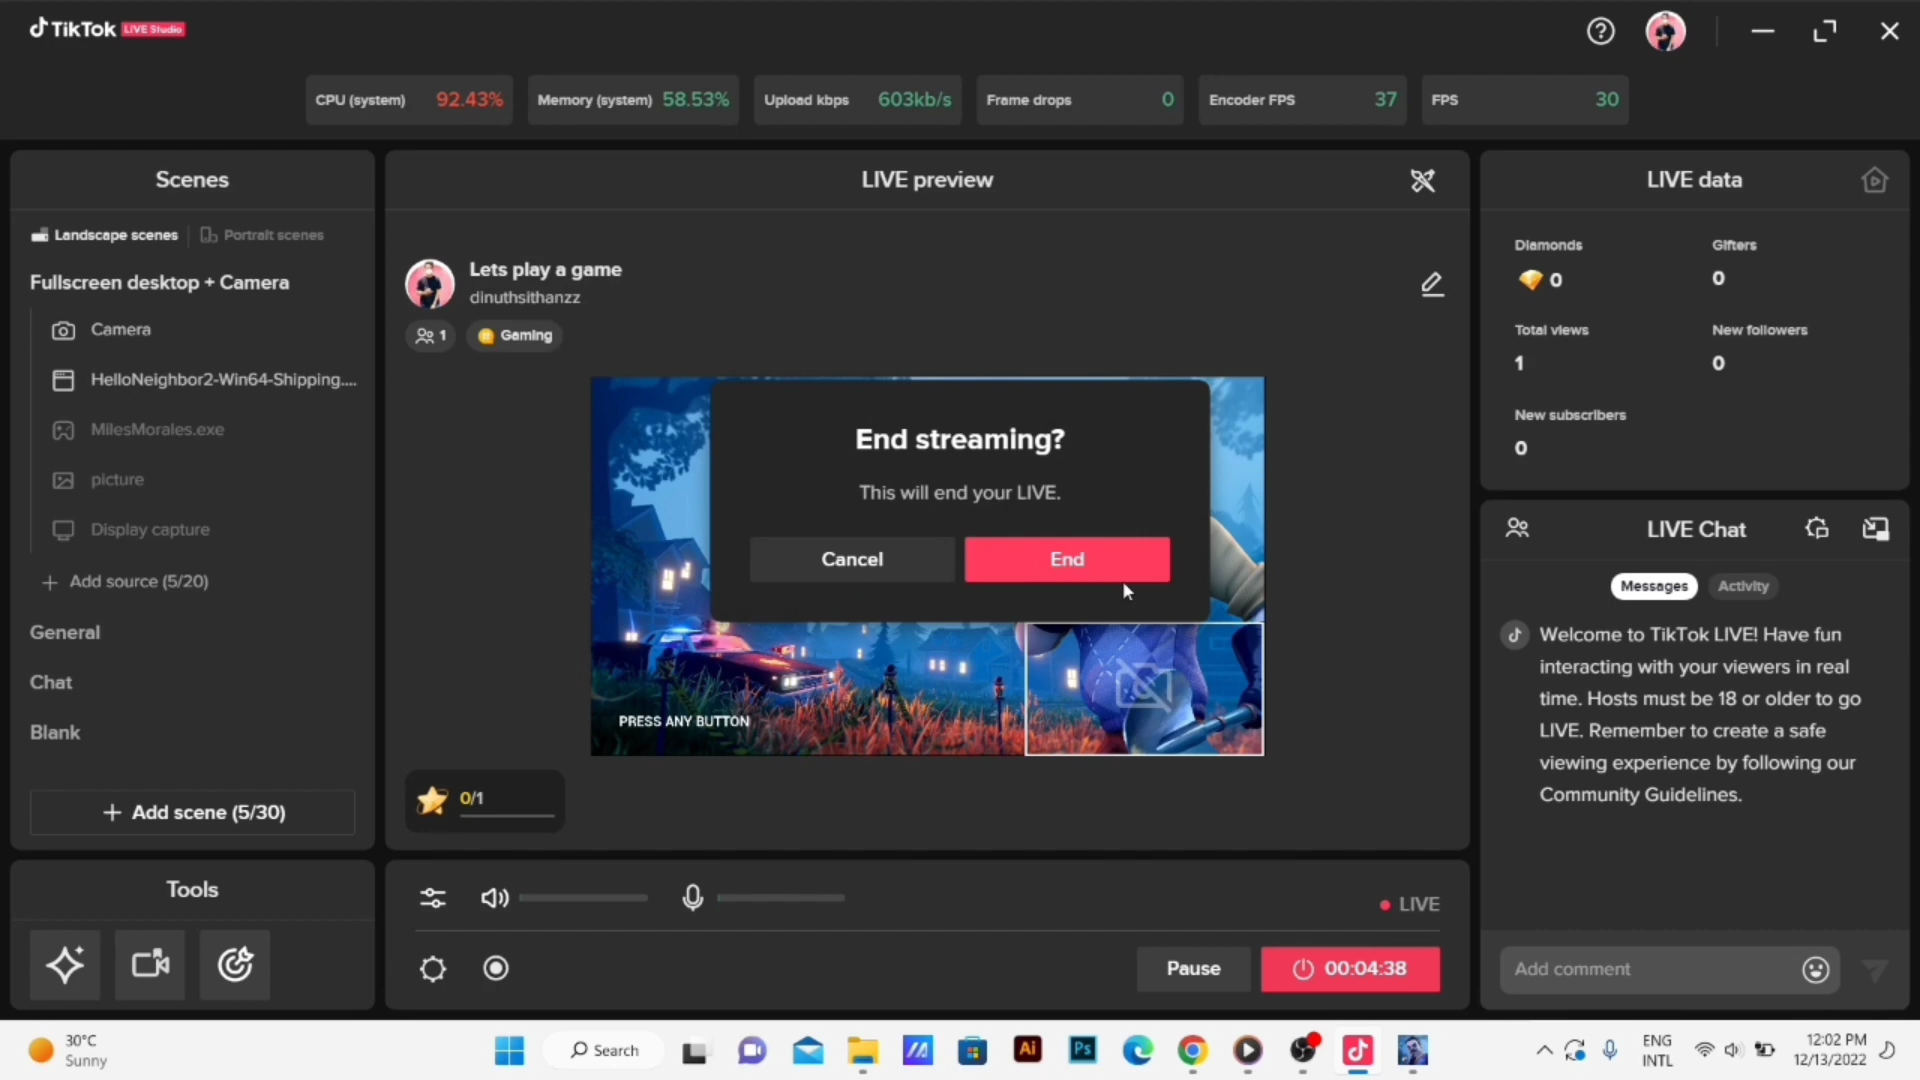 TikTok LIVE Studio
CPU (system) 92.43%
Memory (system) 58.53%
Upload kbps 603kb/s
Frame drops 0
Encoder FPS 37
FPS 30
Scenes
Landscape scenes
Portrait scenes
Fullscreen desktop + Camera
Camera
HelloNeighbor2-Win64-Shipping....
MilesMorales.exe
picture
Display capture
+ Add source (5/20)
General
Chat
Blank
+ Add scene (5/30)
Tools
LIVE preview
Lets play a game
dinuthsithanzz
1
Gaming
End streaming?
This will end your LIVE.
Cancel
End
PRESS ANY BUTTON
0/1
LIVE
Pause
00:04:38
LIVE data
Diamonds
Gifters
0
0
Total views
New followers
1
0
New subscribers
0
LIVE Chat
Messages
Activity
Welcome to TikTok LIVE! Have fun
interacting with your viewers in real
time. Hosts must be 18 or older to go
LIVE. Remember to create a safe
viewing experience by following our
Community Guidelines.
Add comment
30°C
Sunny
Search
Ai
Ps
ENG
INTL
12:02 PM
12/13/2022